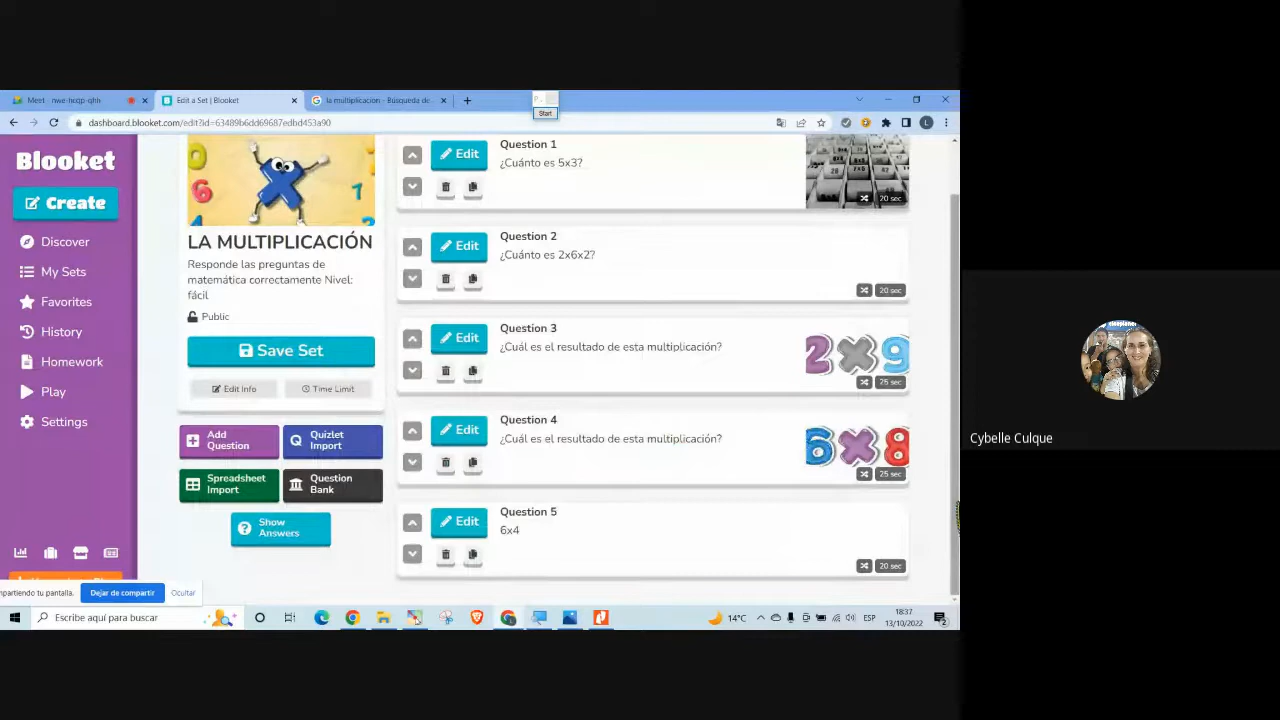 Meet - nwe-hcqp-qhh
Edit a Set | Blooket
la multiplicacion - Búsqueda de
Start
dashboard.blooket.com/edit?id=63489b6dd69687edbd453a90
Blooket
Create
Discover
My Sets
Favorites
History
Homework
Play
Settings
LA MULTIPLICACIÓN
Responde las preguntas de
matemática correctamente Nivel:
fácil
Public
Save Set
Edit Info
Time Limit
Add
Question
Quizlet
Import
Spreadsheet
Import
Question
Bank
Show
Answers
Question 1
¿Cuánto es 5x3?
Edit
20 sec
Question 2
¿Cuánto es 2x6x2?
Edit
20 sec
Question 3
¿Cuál es el resultado de esta multiplicación?
Edit
2×9
25 sec
Question 4
¿Cuál es el resultado de esta multiplicación?
Edit
6×8
25 sec
Question 5
6x4
Edit
20 sec
Cybelle Culque
tu pantalla.
Dejar de compartir
Ocultar
Escribe aquí para buscar
14°C
ESP
18:37
13/10/2022